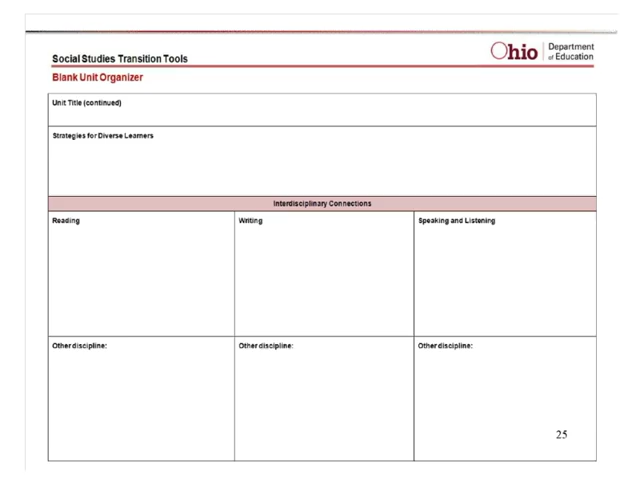 Social Studies Transition Tools
Ohio Department of Education
Blank Unit Organizer
Unit Title (continued)
Strategies for Diverse Learners
Interdisciplinary Connections
Reading
Writing
Speaking and Listening
Other discipline:
Other discipline:
Other discipline:
25